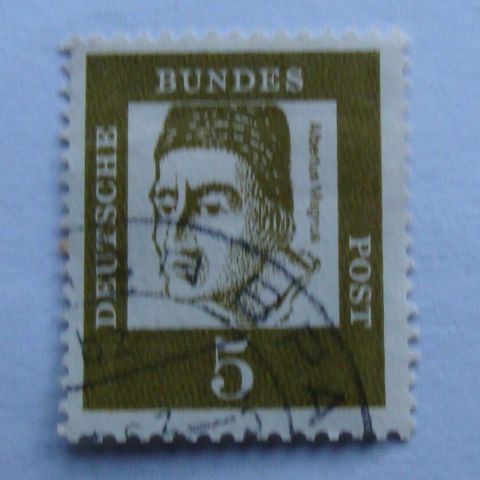 DEUTSCHE
BUNDES
POST
Albertus Magnus
5